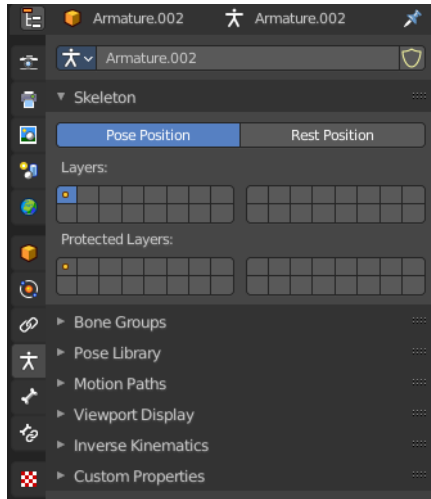 Armature.002 Armature.002
Armature.002
Skeleton
Pose Position Rest Position
Layers:
Protected Layers:
Bone Groups
Pose Library
Motion Paths
Viewport Display
Inverse Kinematics
Custom Properties